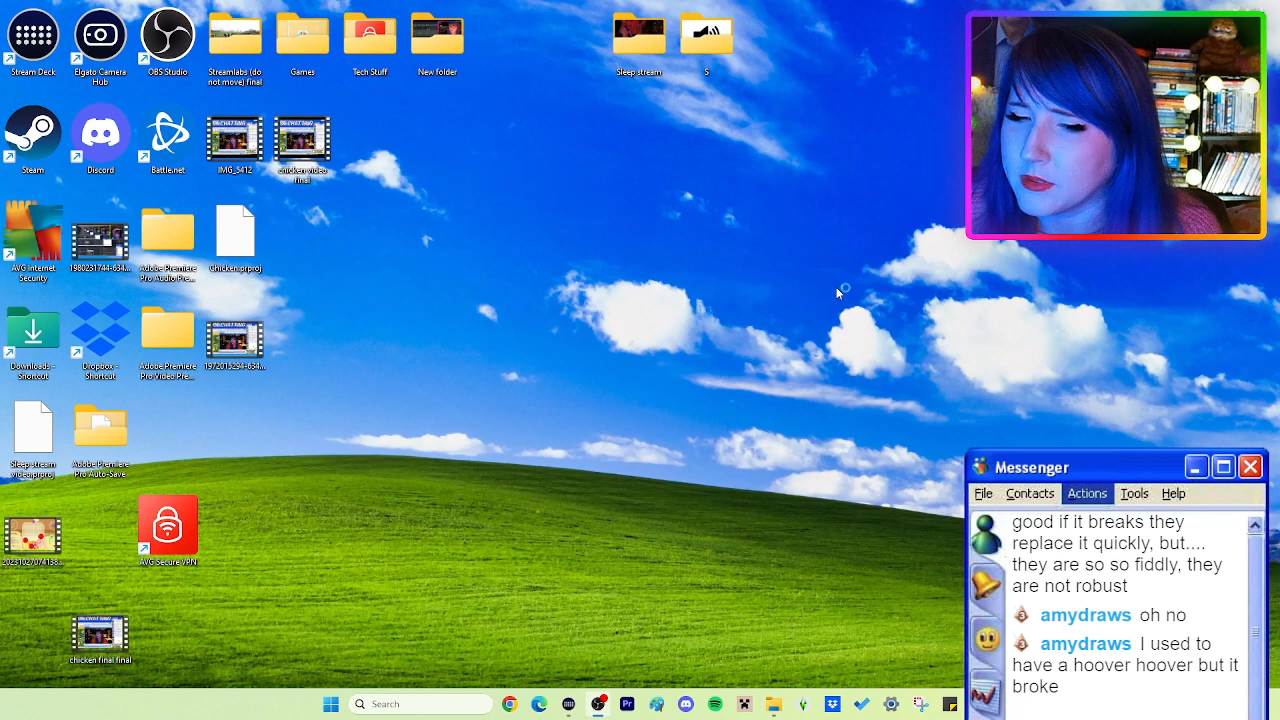 Stream Deck
Elgato Camera
Hub
OBS Studio
Streamlabs (do
not move) final
Games
Tech Stuff
New folder
Sleep stream
S
Steam
Discord
Battle.net
IMG_5412
chicken video
final
AVG Internet
Security
1980231744-634...
Adobe Premiere
Pro Audio Pre...
Chicken.prproj
Downloads -
Shortcut
Dropbox -
Shortcut
Adobe Premiere
Pro Video Pre...
1972015294-634...
Sleep stream
video.prproj
Adobe Premiere
Pro Auto-Save
AVG Secure VPN
chicken final final
Messenger
File Contacts Actions Tools Help
good if it breaks they
replace it quickly, but....
they are so so fiddly, they
are not robust
amydraws oh no
amydraws I used to
have a hoover hoover but it
broke
Search
Pr